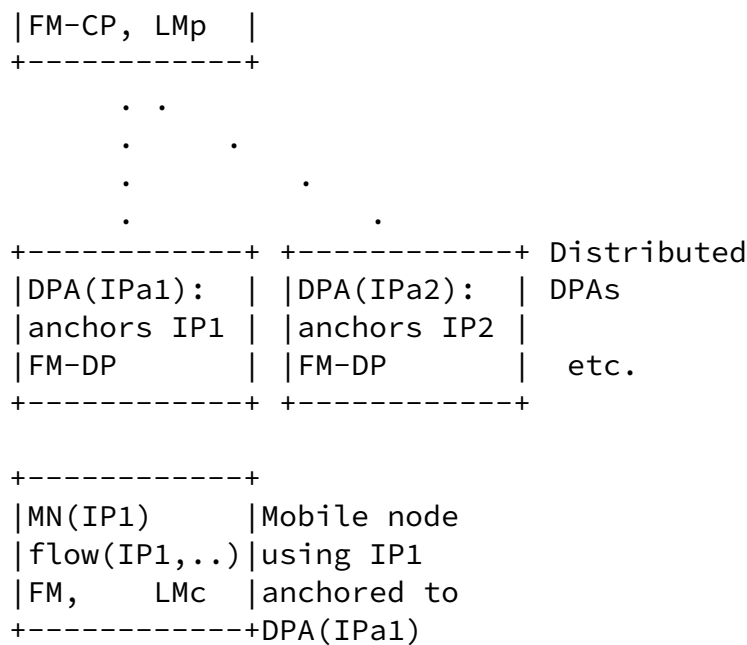 |FM-CP, LMp  |
+------------+
      . .
      .     .
      .         .
      .             .
+------------+ +------------+ Distributed
|DPA(IPa1):  | |DPA(IPa2):  | DPAs
|anchors IP1 | |anchors IP2 |
|FM-DP       | |FM-DP       |  etc.
+------------+ +------------+

+------------+
|MN(IP1)     |Mobile node
|flow(IP1,..)|using IP1
|FM,    LMc  |anchored to
+------------+DPA(IPa1)